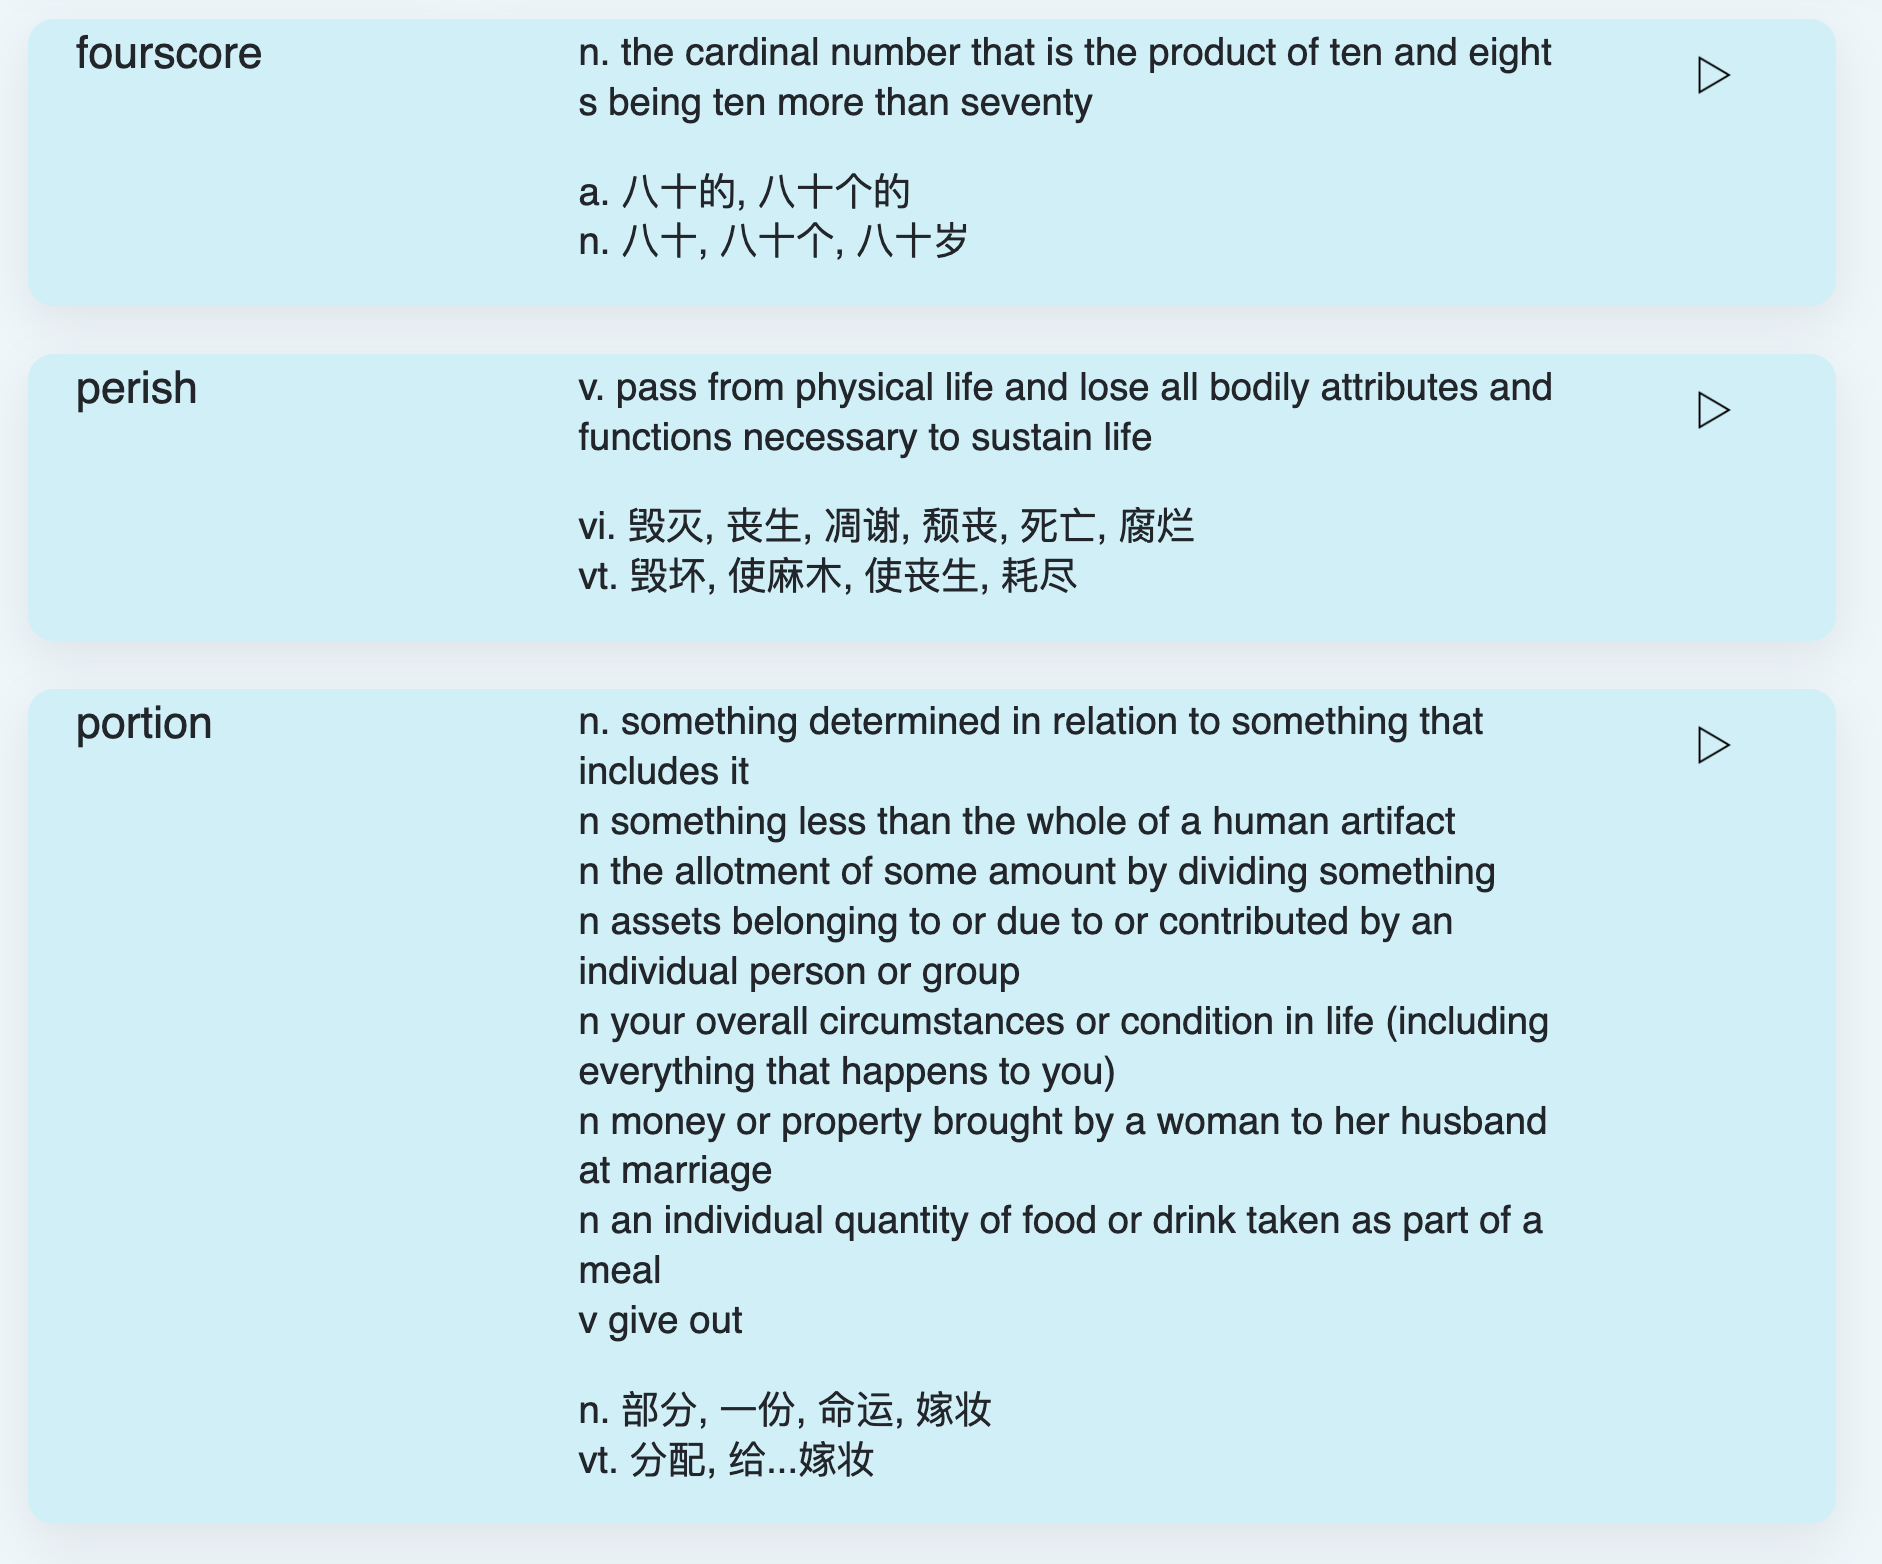 fourscore
n. the cardinal number that is the product of ten and eight
s being ten more than seventy
a. 八十的, 八十个的
n. 八十, 八十个, 八十岁
perish
v. pass from physical life and lose all bodily attributes and
functions necessary to sustain life
vi. 毁灭, 丧生, 凋谢, 颓丧, 死亡, 腐烂
vt. 毁坏, 使麻木, 使丧生, 耗尽
portion
n. something determined in relation to something that
includes it
n something less than the whole of a human artifact
n the allotment of some amount by dividing something
n assets belonging to or due to or contributed by an
individual person or group
n your overall circumstances or condition in life (including
everything that happens to you)
n money or property brought by a woman to her husband
at marriage
n an individual quantity of food or drink taken as part of a
meal
v give out
n. 部分, 一份, 命运, 嫁妆
vt. 分配, 给...嫁妆